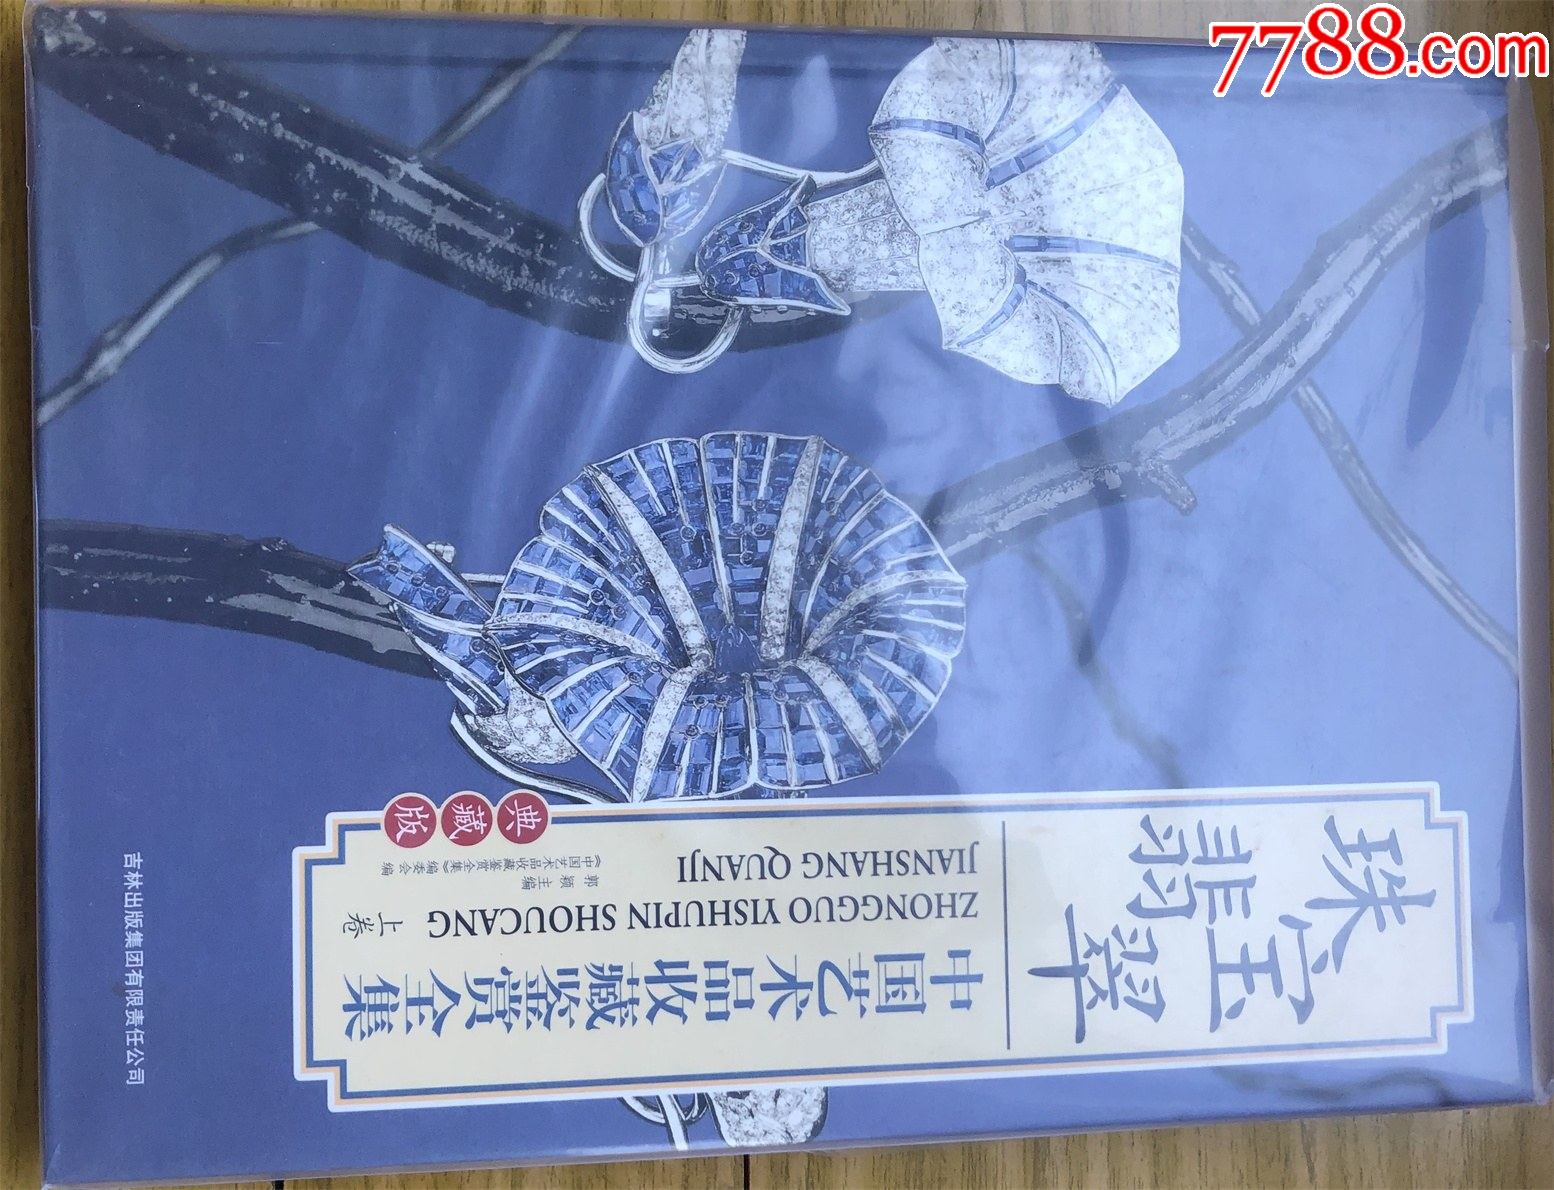 7788.com
珠宝
翡翠
中国艺术品收藏鉴赏全集
ZHONGGUO YISHUPIN SHOUCANG
JIANSHANG QUANJI
上卷
郭颖 主编
《中国艺术品收藏鉴赏全集》编委会编
典藏版
吉林出版集团有限责任公司